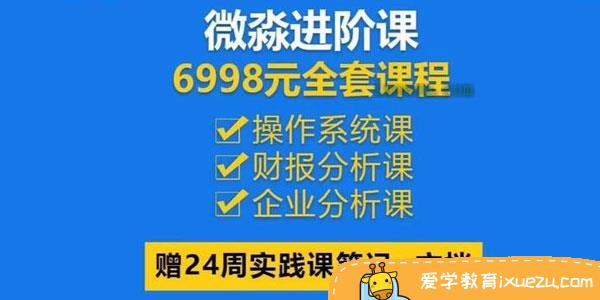 微淼进阶课
6998元全套课程
操作系统课
财报分析课
企业分析课
赠24周实践课笔记
爱学教育ixuezu.com